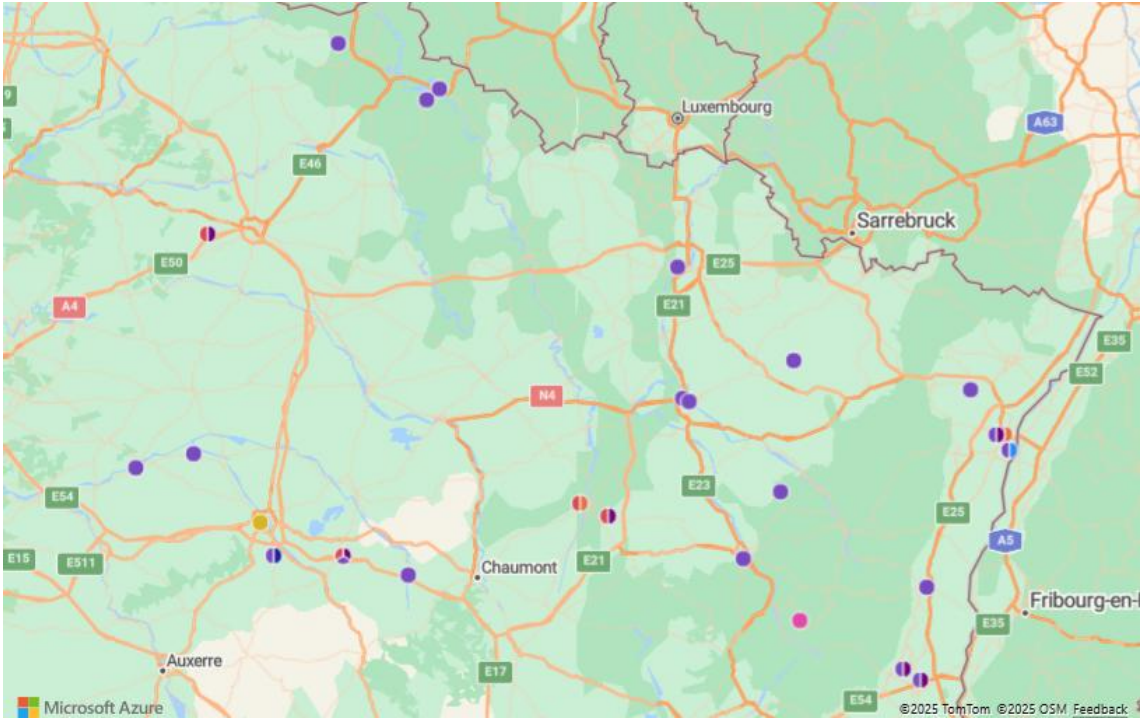 Luxembourg
A63
E46
Sarrebruck
E50
E25
A4
E21
E35
E52
N4
E54
E23
E25
E15
E511
A5
E21
Chaumont
Fribourg-en-
E35
Auxerre
E17
E54
Microsoft Azure
©2025 TomTom ©2025 OSM Feedback